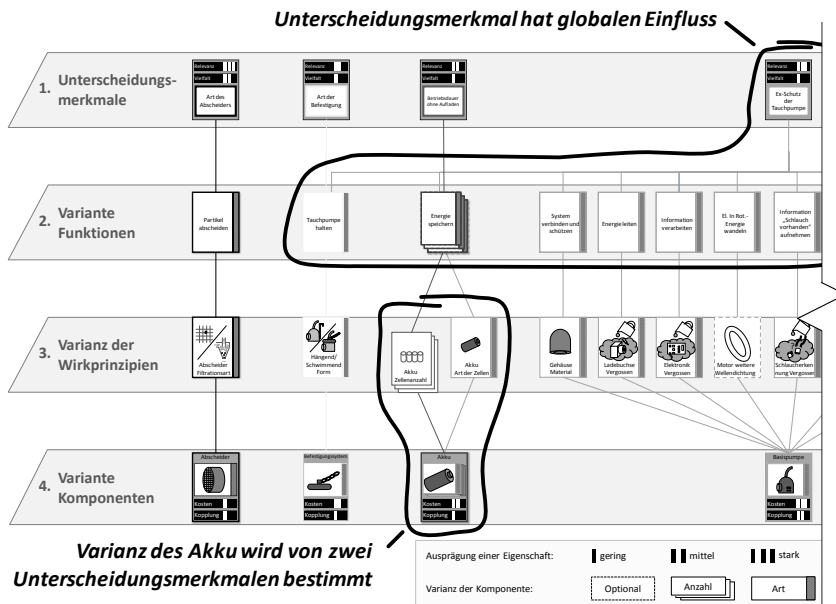 Unterscheidungsmerkmal hat globalen Einfluss
1. Unterscheidungs-
merkmale
Relevanz
Vielfalt
Art des
Abscheiders
Relevanz
Vielfalt
Art der
Befestigung
Relevanz
Vielfalt
Betriebsdauer
ohne Aufladen
Relevanz
Vielfalt
Ex-Schutz
der
Tauchpumpe
2. Variante
Funktionen
Partikel
abscheiden
Tauchpumpe
halten
Energie
speichern
System
verbinden und
schützen
Energie leiten
Information
verarbeiten
El. In Rot.-
Energie
wandeln
Information
„Schlauch
vorhanden“
aufnehmen
3. Varianz der
Wirkprinzipien
Abscheider
Filtrationsart
Hängend/
Schwimmend
Form
Akku
Zellenanzahl
Akku
Art der Zellen
Gehäuse
Material
Ladebuchse
Vergossen
Elektronik
Vergossen
Motor weitere
Wellendichtung
Schlaucherken
nung Vergossen
4. Variante
Komponenten
Abscheider
Kosten
Kopplung
Befestigungssystem
Kosten
Kopplung
Akku
Kosten
Kopplung
Basispumpe
Kosten
Kopplung
Varianz des Akku wird von zwei
Unterscheidungsmerkmalen bestimmt
Ausprägung einer Eigenschaft: gering mittel stark
Varianz der Komponente: Optional Anzahl Art